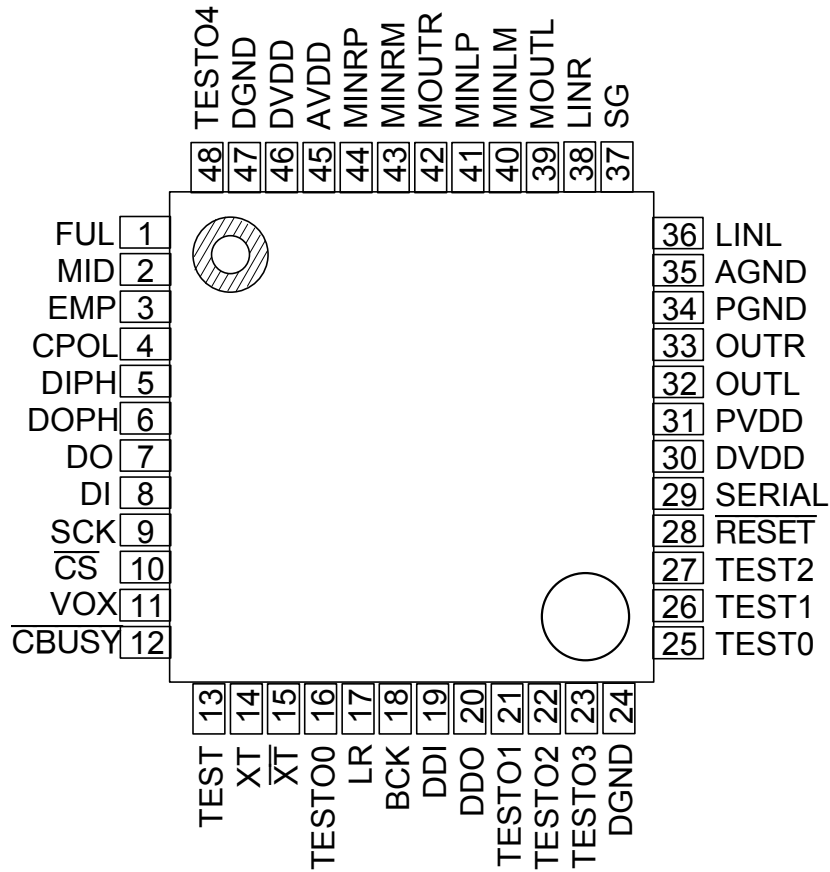 TESTO4
DGND
DVDD
AVDD
MINRP
MINRM
MOUTR
MINLP
MINLM
MOUTL
LINR
SG
48
47
46
45
44
43
42
41
40
39
38
37
FUL 1
MID 2
EMP 3
CPOL 4
DIPH 5
DOPH 6
DO 7
DI 8
SCK 9
C̅S̅ 10
VOX 11
C̅B̅U̅S̅Y̅ 12
36 LINL
35 AGND
34 PGND
33 OUTR
32 OUTL
31 PVDD
30 DVDD
29 SERIAL
28 R̅E̅S̅E̅T̅
27 TEST2
26 TEST1
25 TEST0
13
14
15
16
17
18
19
20
21
22
23
24
TEST
XT
X̅T̅
TESTO0
LR
BCK
DDI
DDO
TESTO1
TESTO2
TESTO3
DGND